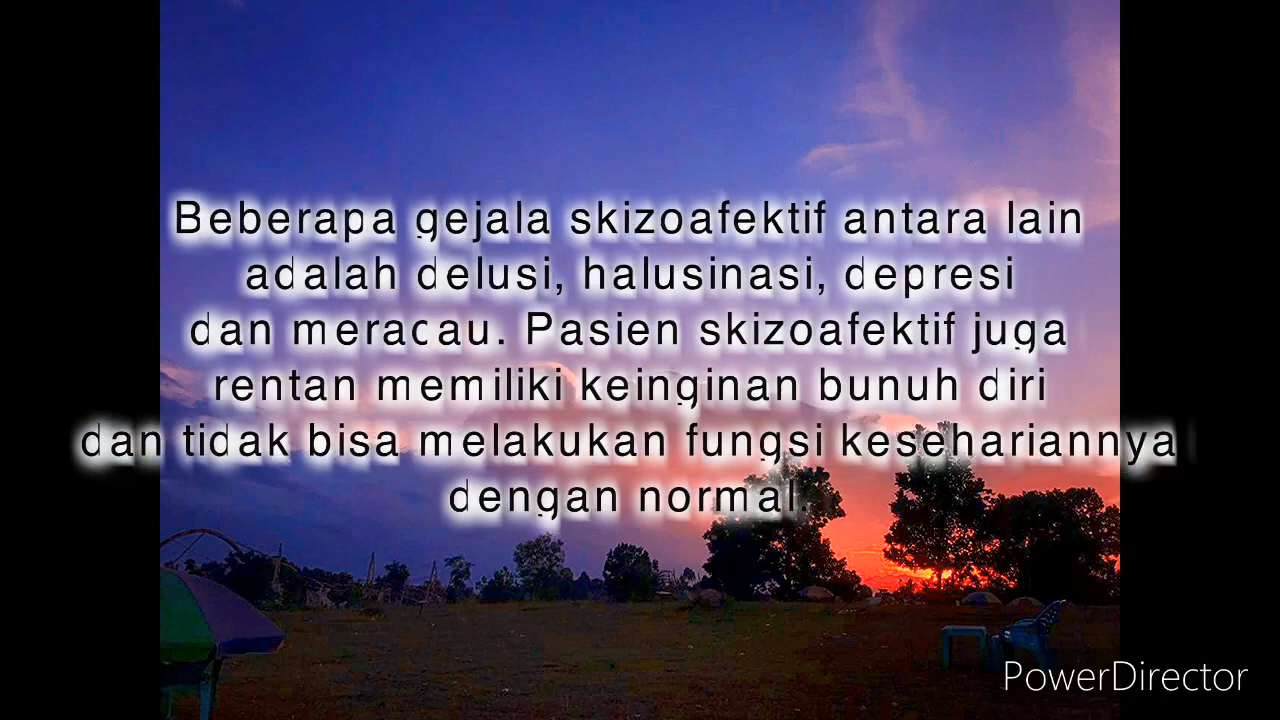 Beberapa gejala skizoafektif antara lain
adalah delusi, halusinasi, depresi
dan meracau. Pasien skizoafektif juga
rentan memiliki keinginan bunuh diri
dan tidak bisa melakukan fungsi kesehariannya
dengan normal.
PowerDirector